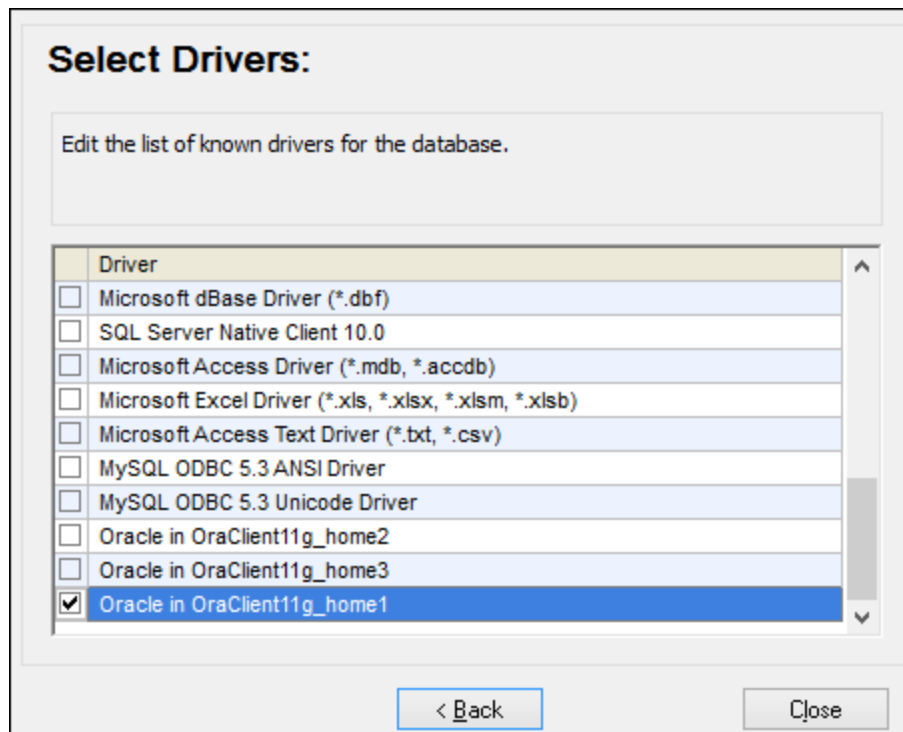 Select Drivers:
Edit the list of known drivers for the database.
Driver
Microsoft dBase Driver (*.dbf)
SQL Server Native Client 10.0
Microsoft Access Driver (*.mdb, *.accdb)
Microsoft Excel Driver (*.xls, *.xlsx, *.xlsm, *.xlsb)
Microsoft Access Text Driver (*.txt, *.csv)
MySQL ODBC 5.3 ANSI Driver
MySQL ODBC 5.3 Unicode Driver
Oracle in OraClient11g_home2
Oracle in OraClient11g_home3
Oracle in OraClient11g_home1
< Back
Close